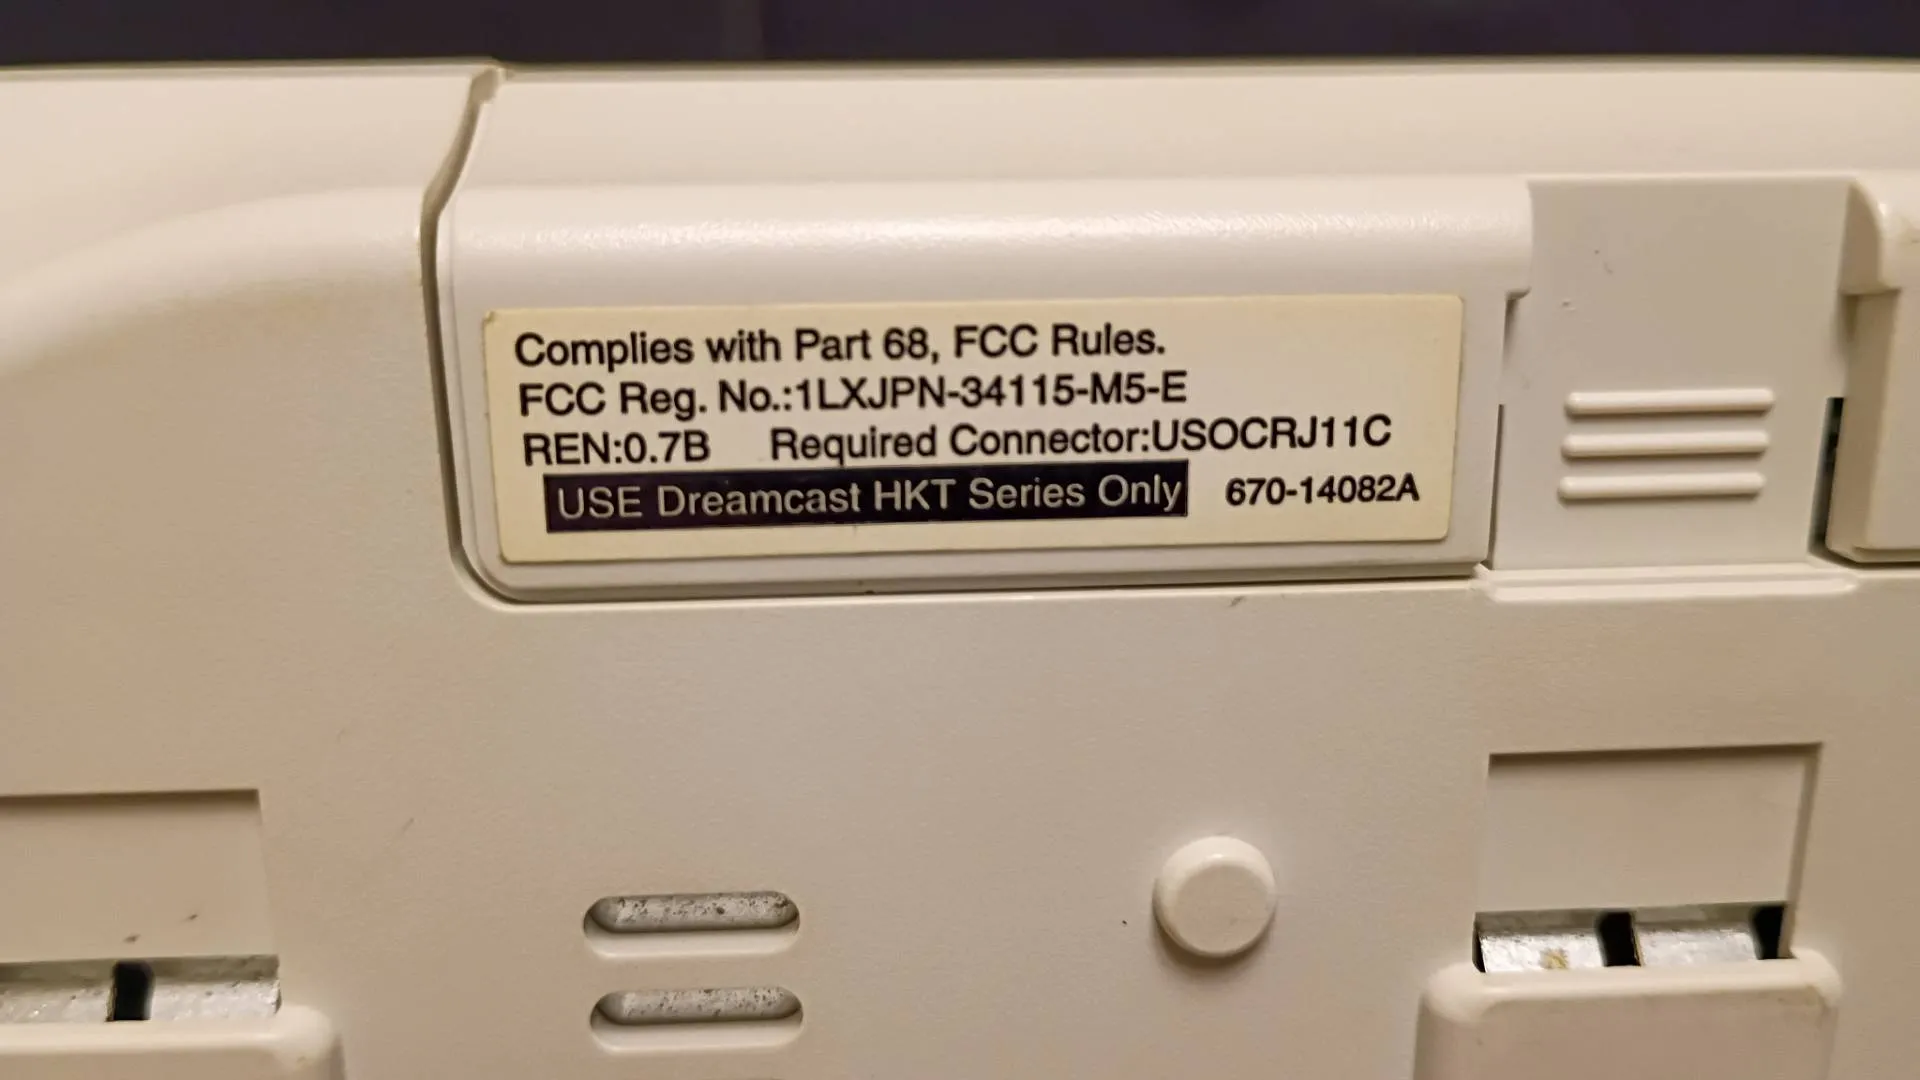 Complies with Part 68, FCC Rules.
FCC Reg. No.:1LXJPN-34115-M5-E
REN:0.7B Required Connector:USOCRJ11C
USE Dreamcast HKT Series Only 670-14082A